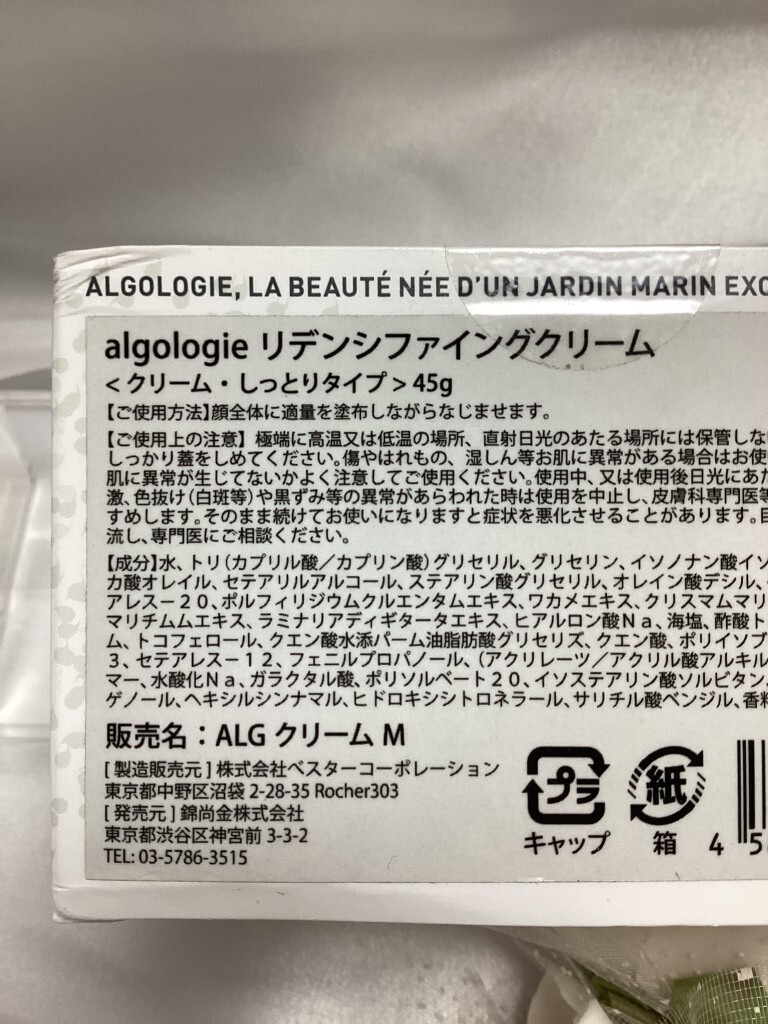 ALGOLOGIE, LA BEAUTÉ NÉE D'UN JARDIN MARIN EXC
algologie リデンシファイングクリーム
<クリーム・しっとりタイプ> 45g
【ご使用方法】顔全体に適量を塗布しながらなじませます。
【ご使用上の注意】 極端に高温又は低温の場所、直射日光のあたる場所には保管しな
しっかり蓋をしめてください。傷やはれもの、湿しん等お肌に異常がある場合はお使
肌に異常が生じてないかよく注意してご使用ください。使用中、又は使用後日光にあた
激、色抜け(白斑等)や黒ずみ等の異常があらわれた時は使用を中止し、皮膚科専門医等
すめします。そのまま続けてお使いになりますと症状を悪化させることがあります。目
流し、専門医にご相談ください。
【成分】水、トリ(カプリル酸/カプリン酸)グリセリル、グリセリン、イソノナン酸イソ
カ酸オレイル、セテアリルアルコール、ステアリン酸グリセリル、オレイン酸デシル、
アレス－20、ポルフィリジウムクルエンタムエキス、ワカメエキス、クリスマムマリ
マリチムムエキス、ラミナリアディギタータエキス、ヒアルロン酸Na、海塩、酢酸ト
ム、トコフェロール、クエン酸水添パーム油脂肪酸グリセリズ、クエン酸、ポリイソブ
3、セテアレス－12、フェニルプロパノール、(アクリレーツ/アクリル酸アルキル
マー、水酸化Na、ガラクタル酸、ポリソルベート20、イソステアリン酸ソルビタン、
ゲノール、ヘキシルシンナマル、ヒドロキシシトロネラール、サリチル酸ベンジル、香料
販売名：ALG クリーム M
[ 製造販売元 ] 株式会社ベスターコーポレーション
東京都中野区沼袋 2-28-35 Rocher303
[ 発売元 ] 錦尚金株式会社
東京都渋谷区神宮前 3-3-2
TEL: 03-5786-3515
プラ
キャップ
紙
箱
4 5